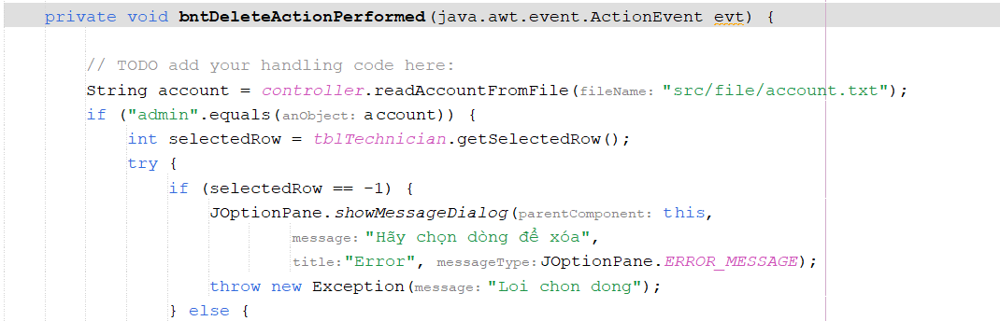 private void bntDeleteActionPerformed(java.awt.event.ActionEvent evt) {
// TODO add your handling code here:
String account = controller.readAccountFromFile(fileName: "src/file/account.txt");
if ("admin".equals(anObject: account)) {
int selectedRow = tblTechnician.getSelectedRow();
try {
if (selectedRow == -1) {
JOptionPane.showMessageDialog(parentComponent: this,
message: "Hãy chọn dòng để xóa",
title: "Error", messageType: JOptionPane.ERROR_MESSAGE);
throw new Exception(message: "Loi chon dong");
} else {